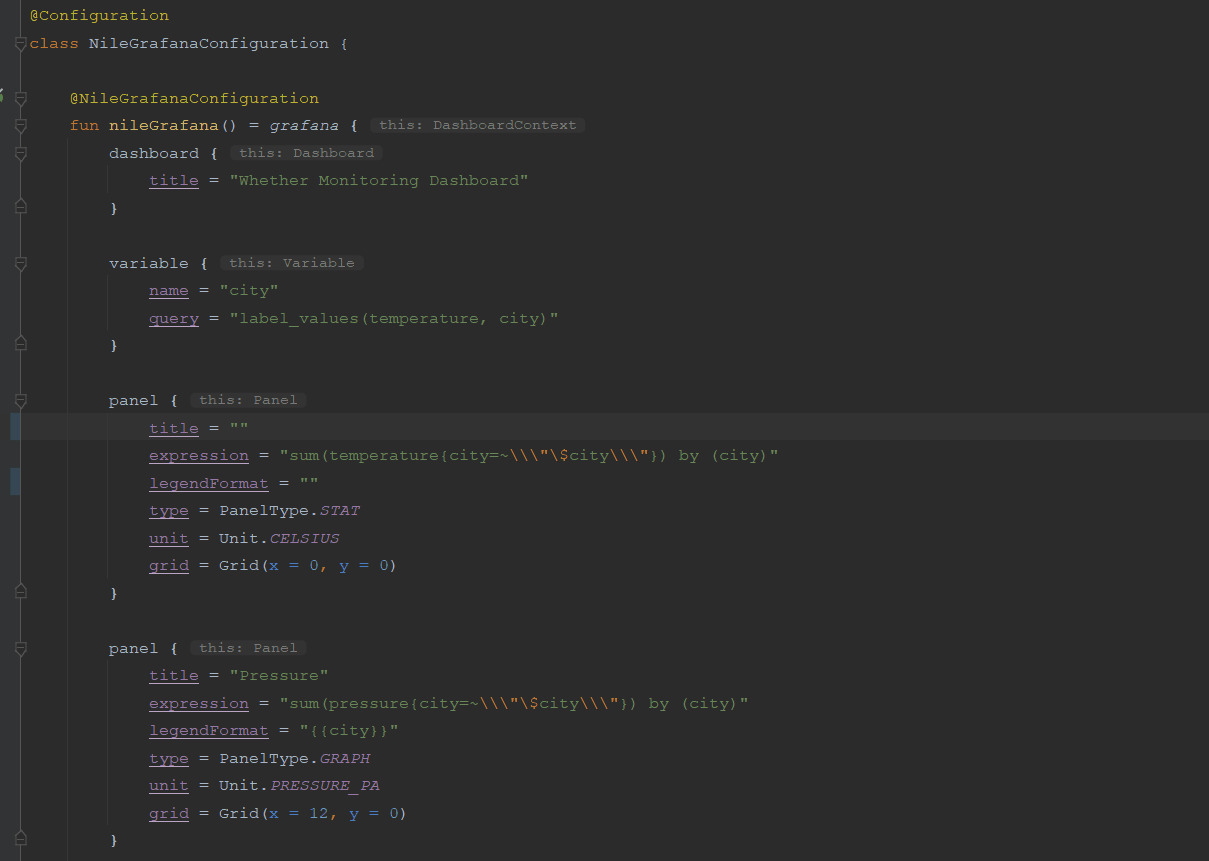 @Configuration
class NileGrafanaConfiguration {
@NileGrafanaConfiguration
fun nileGrafana() = grafana { this: DashboardContext
dashboard { this: Dashboard
title = "Whether Monitoring Dashboard"
}
variable { this: Variable
name = "city"
query = "label_values(temperature, city)"
}
panel { this: Panel
title = ""
expression = "sum(temperature{city=~\\\"\$city\\\"}) by (city)"
legendFormat = ""
type = PanelType.STAT
unit = Unit.CELSIUS
grid = Grid(x = 0, y = 0)
}
panel { this: Panel
title = "Pressure"
expression = "sum(pressure{city=~\\\"\$city\\\"}) by (city)"
legendFormat = "{{city}}"
type = PanelType.GRAPH
unit = Unit.PRESSURE_PA
grid = Grid(x = 12, y = 0)
}